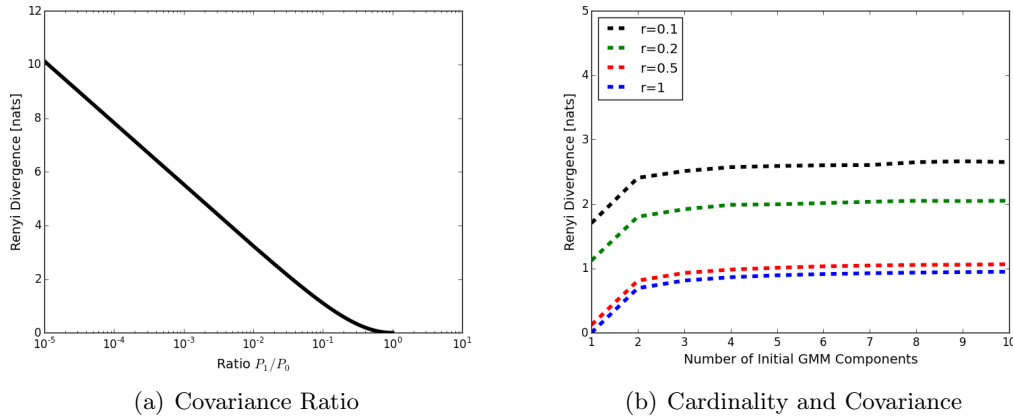 12
10
8
6
4
2
0
Renyi Divergence [nats]
10^-5
10^-4
10^-3
10^-2
10^-1
10^0
10^1
Ratio P_1/P_0
(a) Covariance Ratio
5
4
3
2
1
0
Renyi Divergence [nats]
r=0.1
r=0.2
r=0.5
r=1
1 2 3 4 5 6 7 8 9 10
Number of Initial GMM Components
(b) Cardinality and Covariance